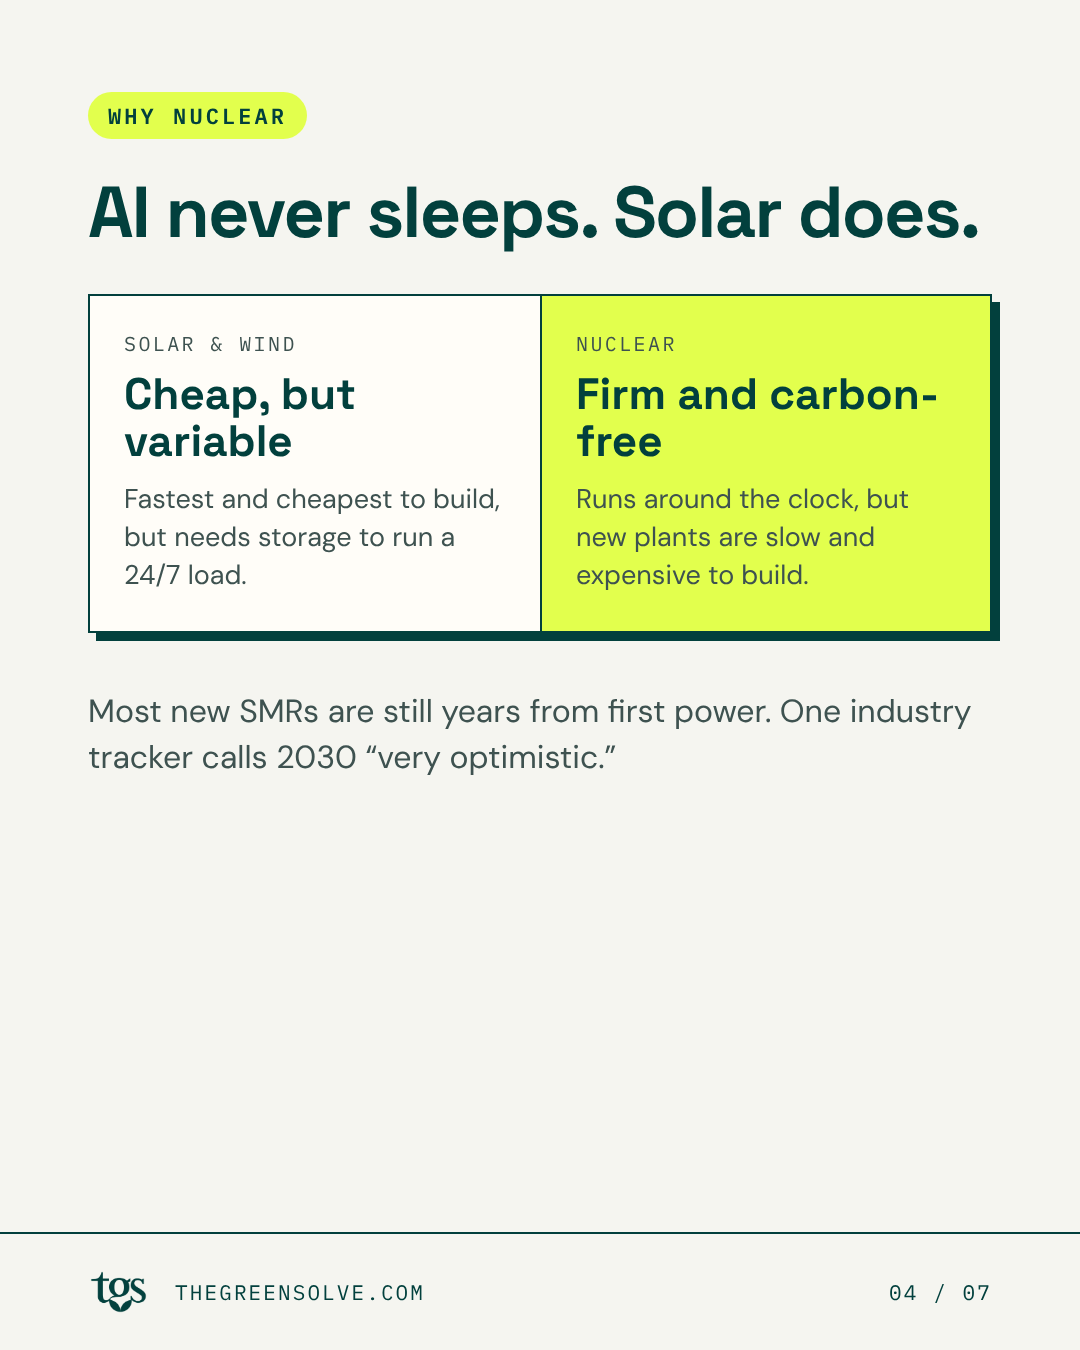 WHY NUCLEAR
AI never sleeps. Solar does.
SOLAR & WIND
Cheap, but
variable
Fastest and cheapest to build,
but needs storage to run a
24/7 load.
NUCLEAR
Firm and carbon-
free
Runs around the clock, but
new plants are slow and
expensive to build.
Most new SMRs are still years from first power. One industry
tracker calls 2030 “very optimistic.”
tgs
THEGREENSOLVE.COM
04 / 07